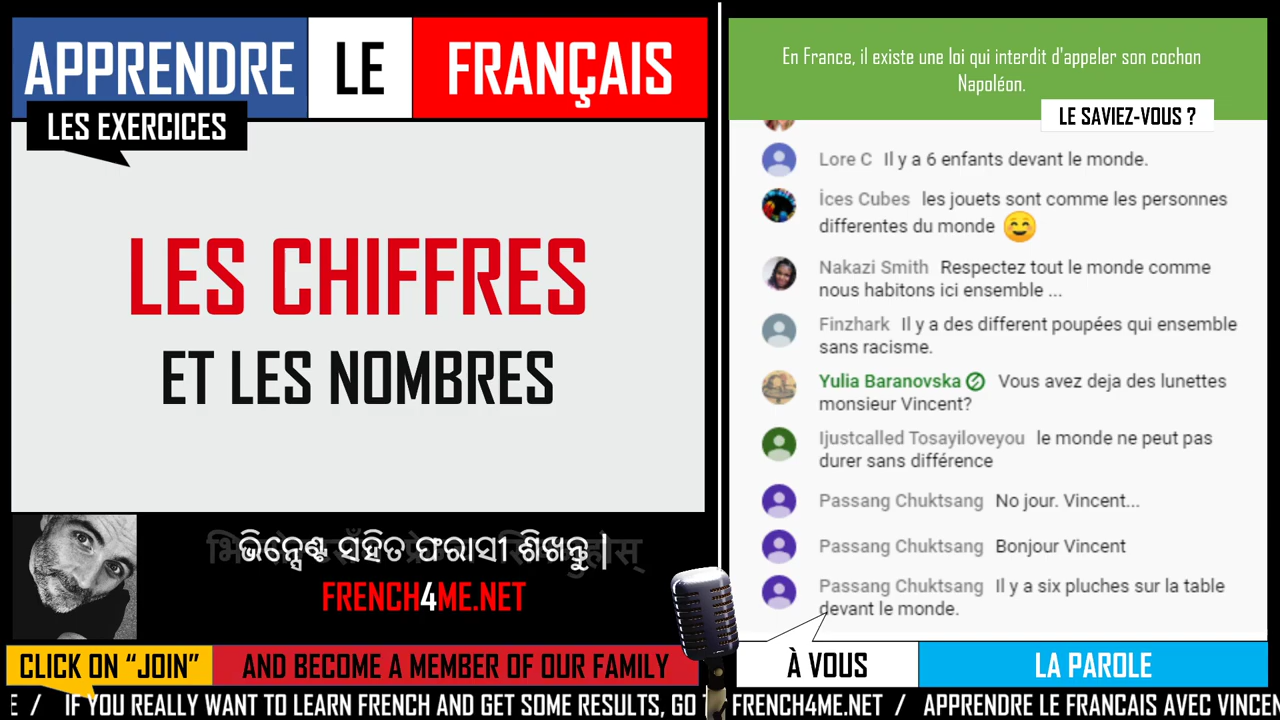 APPRENDRE LE FRANÇAIS
LES EXERCICES
LES CHIFFRES
ET LES NOMBRES
ଭିନ୍ସେଣ୍ଟ ସହିତ ଫରାସୀ ଶିଖନ୍ତୁ |
FRENCH4ME.NET
CLICK ON “JOIN” AND BECOME A MEMBER OF OUR FAMILY
En France, il existe une loi qui interdit d'appeler son cochon
Napoléon.
LE SAVIEZ-VOUS ?
Lore C Il y a 6 enfants devant le monde.
İces Cubes les jouets sont comme les personnes
differentes du monde 😊
Nakazi Smith Respectez tout le monde comme
nous habitons ici ensemble ...
Finzhark Il y a des different poupées qui ensemble
sans racisme.
Yulia Baranovska Vous avez deja des lunettes
monsieur Vincent?
Ijustcalled Tosayiloveyou le monde ne peut pas
durer sans différence
Passang Chuktsang No jour. Vincent...
Passang Chuktsang Bonjour Vincent
Passang Chuktsang Il y a six pluches sur la table
devant le monde.
À VOUS LA PAROLE
E / IF YOU REALLY WANT TO LEARN FRENCH AND GET SOME RESULTS, GO FRENCH4ME.NET / APPRENDRE LE FRANCAIS AVEC VINCEN